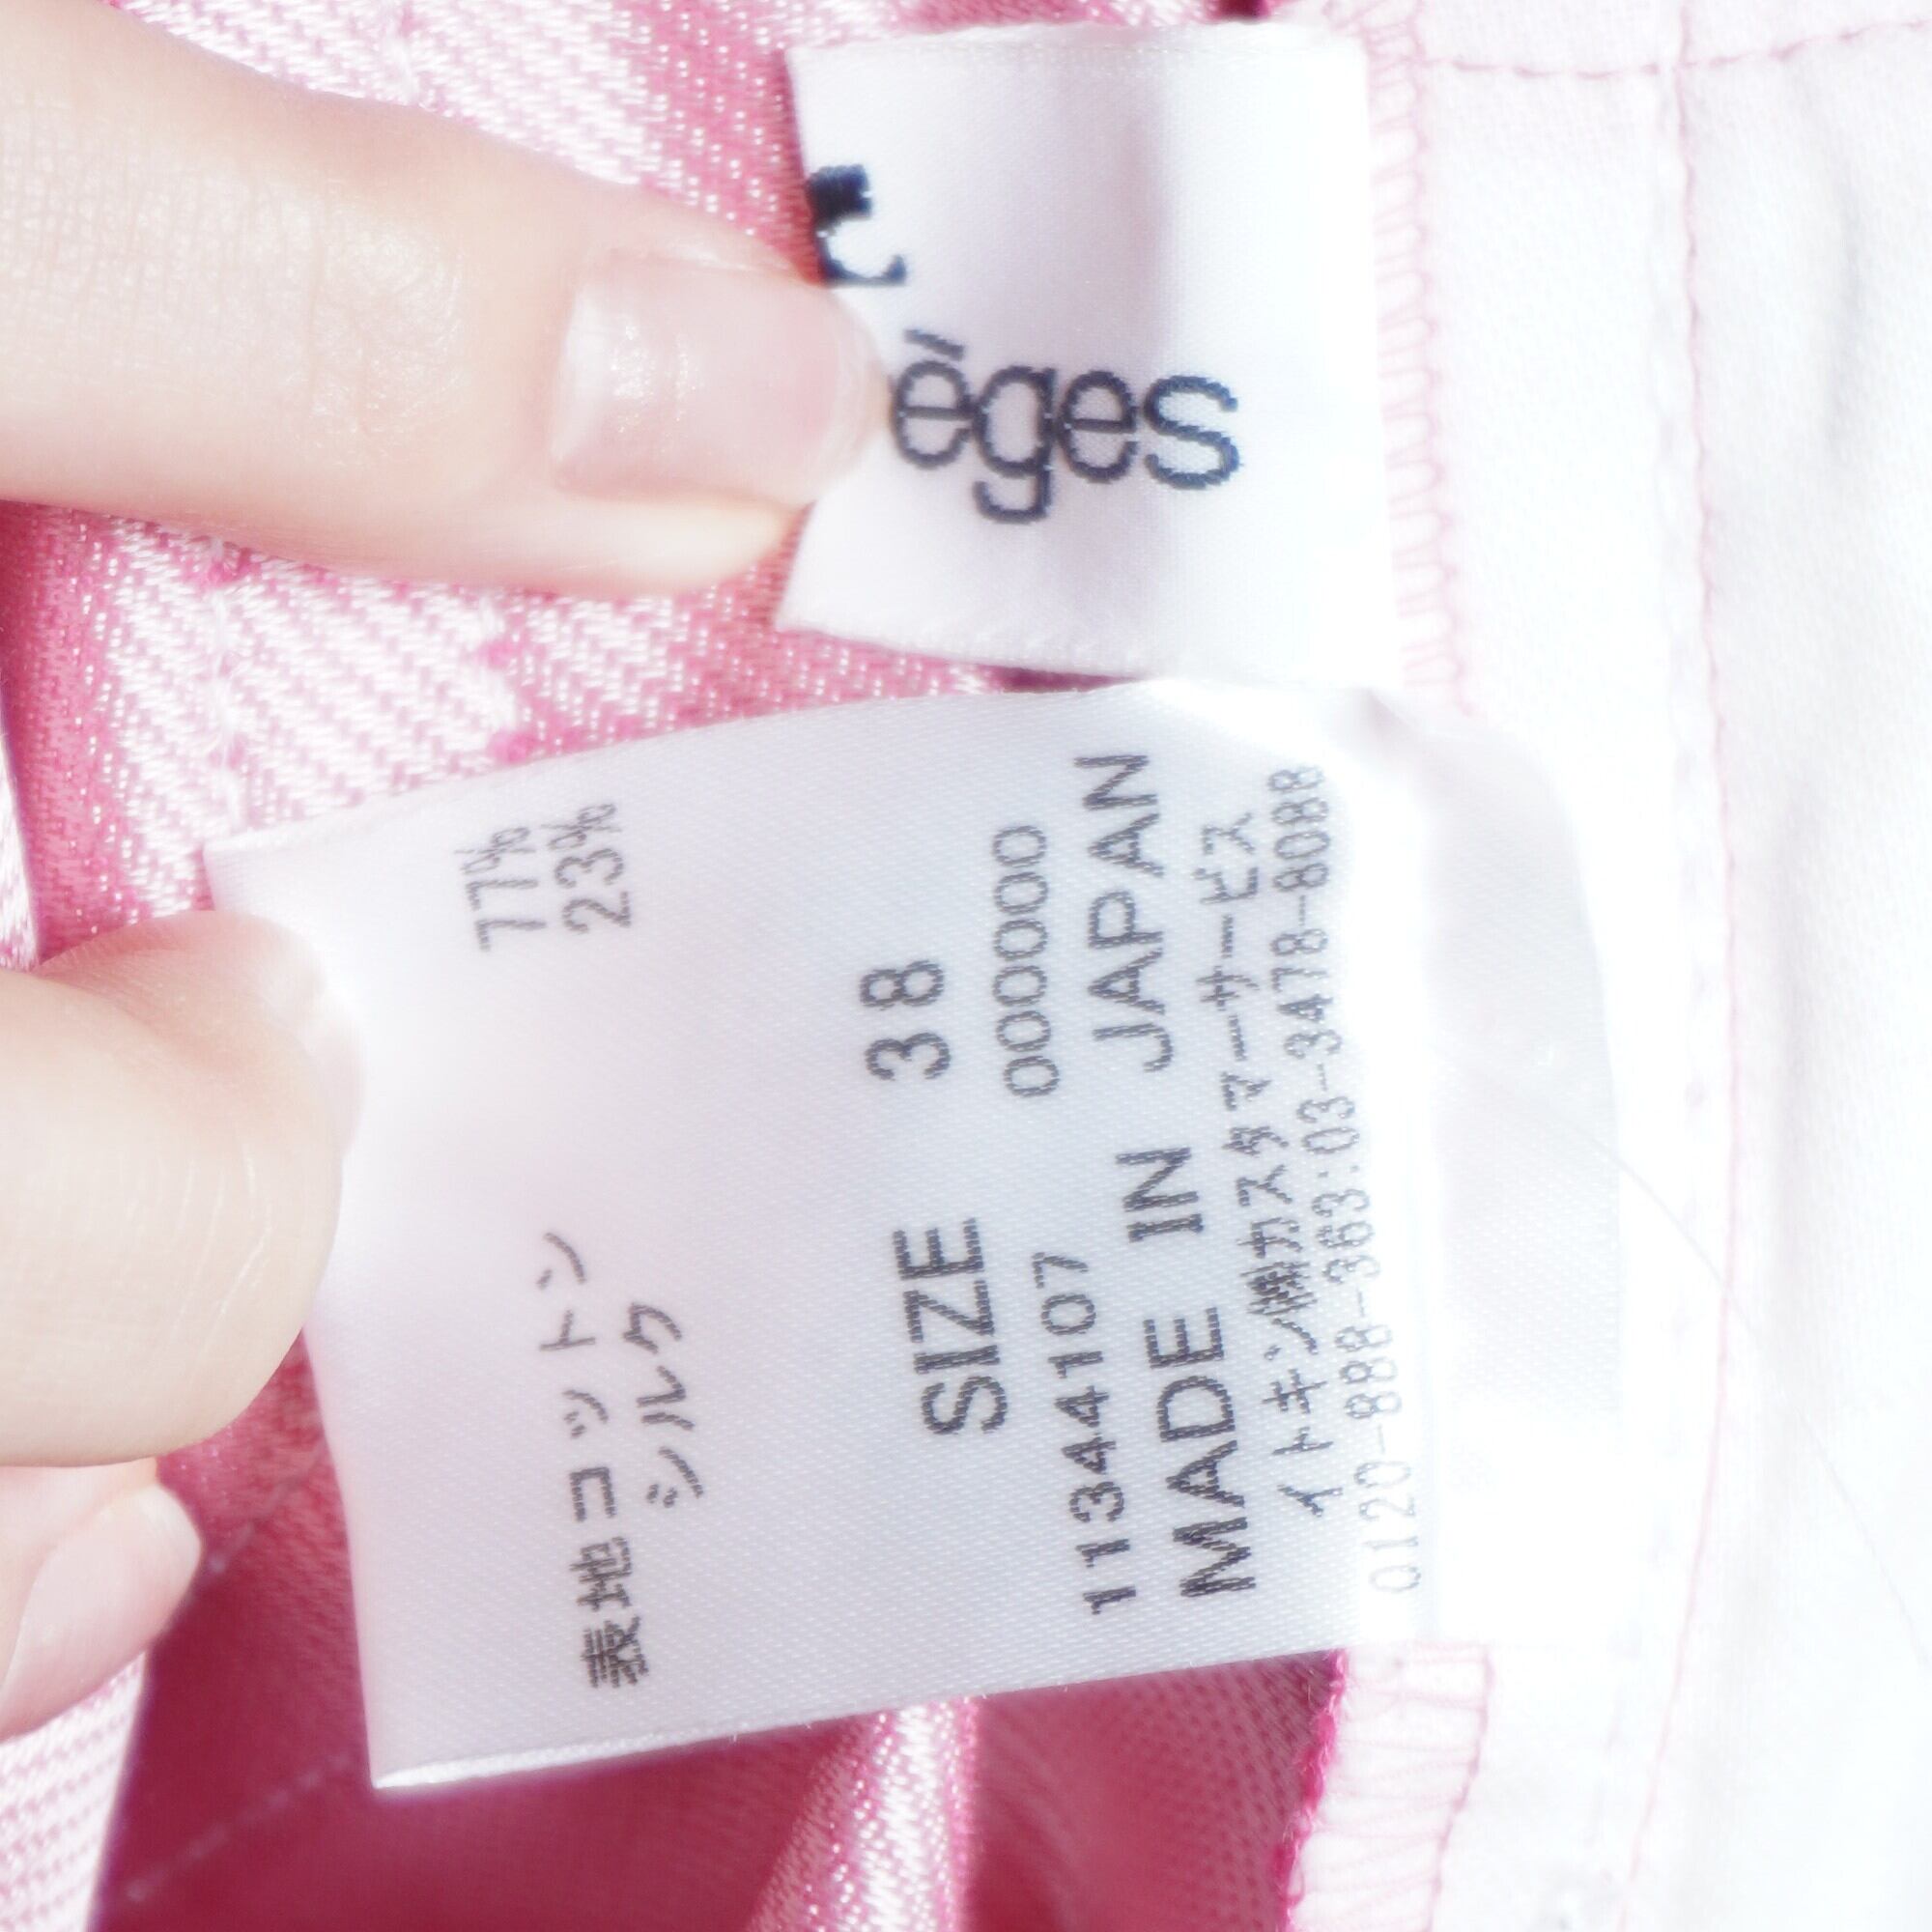 èges
表地コットン 77%
シルク 23%
SIZE 38
11344107 000000
MADE IN JAPAN
イトキン㈱カスタマーサービス
0120-888-363:03-3478-8088